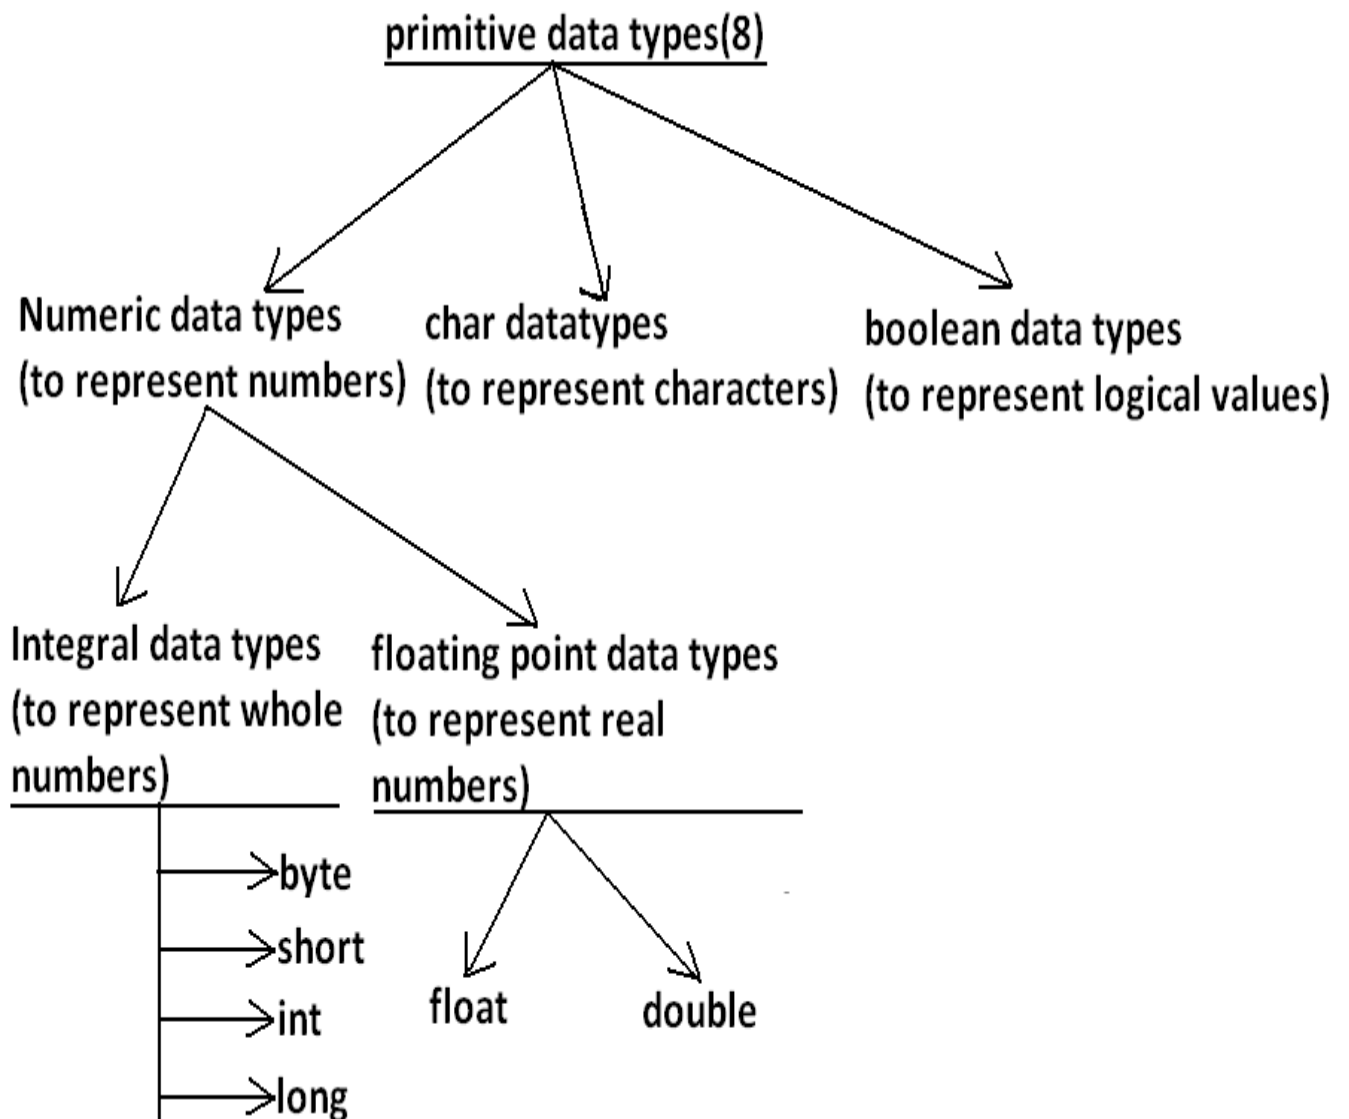 primitive data types(8)
Numeric data types
(to represent numbers)
char datatypes
(to represent characters)
boolean data types
(to represent logical values)
Integral data types
(to represent whole
numbers)
floating point data types
(to represent real
numbers)
byte
short
int
long
float
double